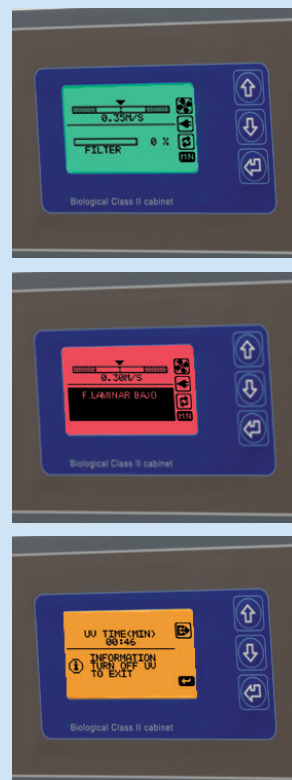 0.35M/S
FILTER 0 %
MN
Biological Class II cabinet
0.30M/S
F.LAMINAR BAJO
MN
Biological Class II cabinet
UV TIME(MIN)
00:46
INFORMATION
TURN OFF UV
TO EXIT
Biological Class II cabinet